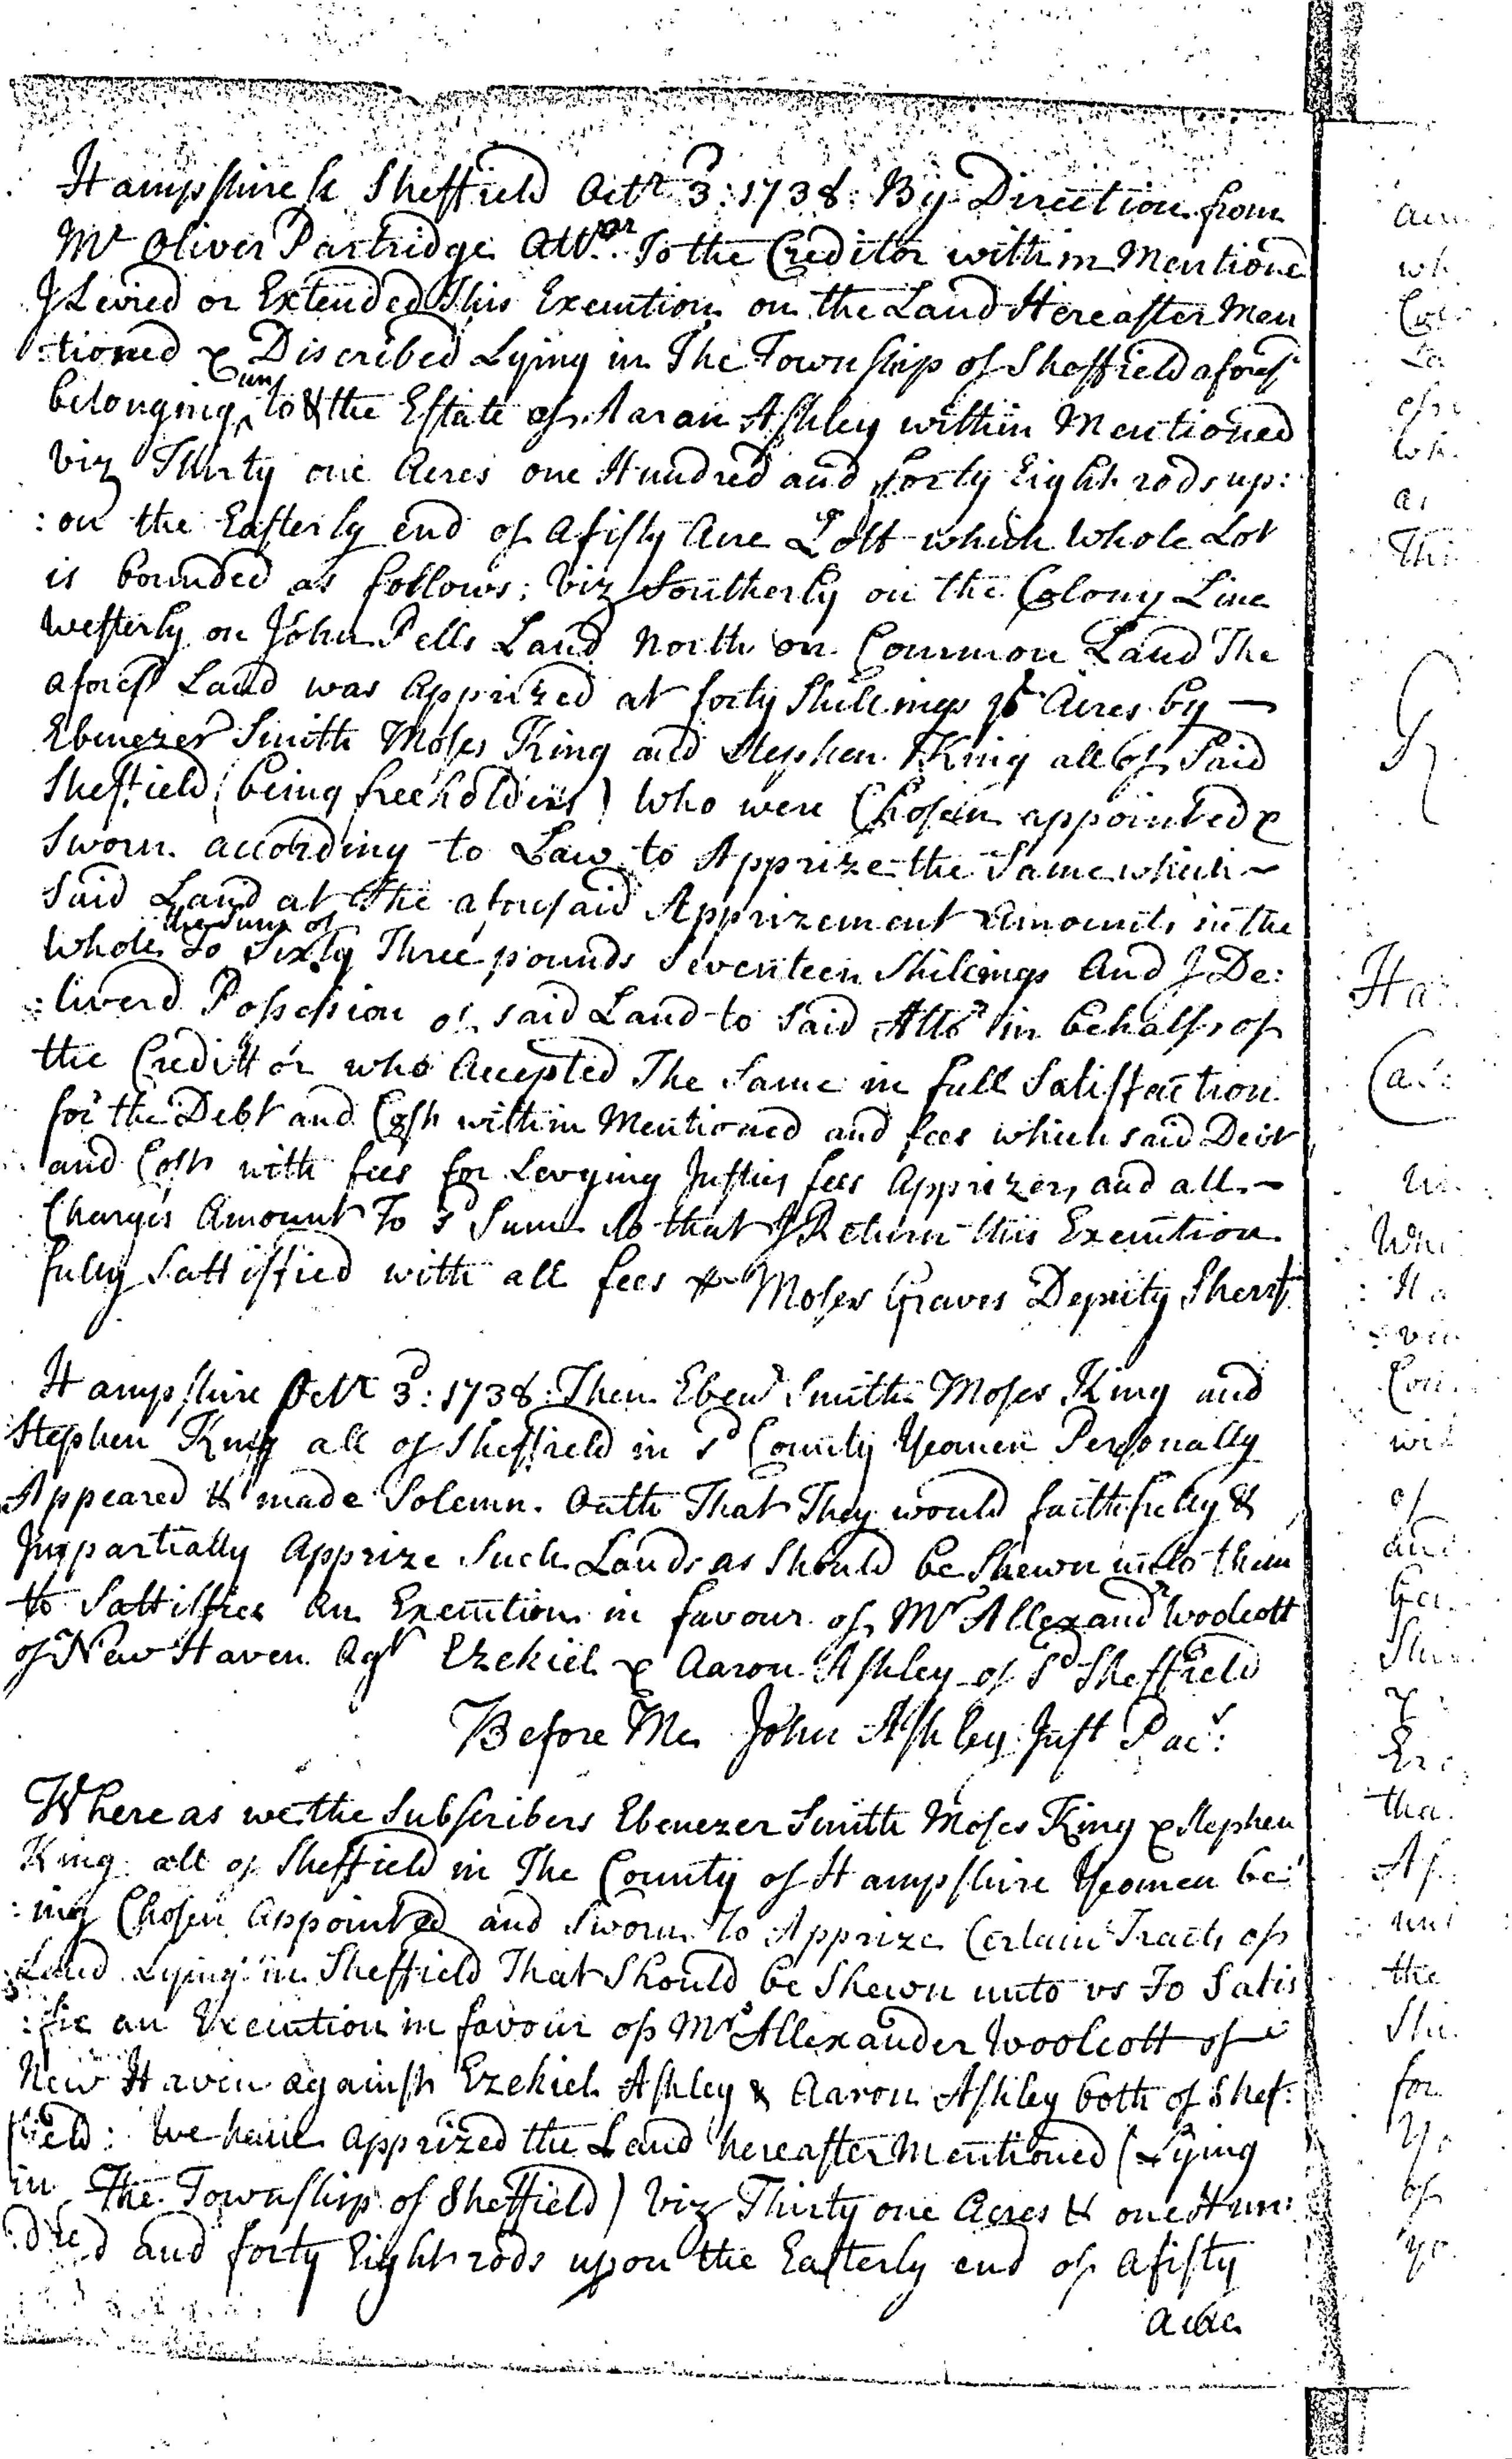 Hampshire ss Sheffield Octr 3d: 1738: By Direction from
Mr Oliver Partridge Attor. To the Creditor within Mentioned
I Levied or Extended This Execution on the Land Hereafter Men
:tioned & Discribed Lying in The Township of Sheffield aforesd
belonging to & the Estate of Aaron Ashley within Mentioned
Viz Thirty one Acres one Hundred and forty Eight rods up:
:on the Easterly end of a fifty Acre Lott which whole Lot
is bounded as follows; Viz Southerly on the Colony Line
Westerly on John Pells Land North on Common Land The
aforesd Land was Apprized at forty Shillings pr Acres by —
Ebenezer Smith Moses King and Stephen King all of Said
Sheffield (being freeholders) Who were Chosen appointed &
Sworn according to Law to Apprize the Same which ~
Said Land at the aforesaid Apprizement Amounts in the
Whole To the Sum of Sixty Three pounds Seventeen Shillings And I De:
:liverd Possession of said Land to said Attor in behalf of
the Credittor who Accepted The Same in full Satisfaction
for the Debt and Cost within Mentioned and fees which said Debt
and Cost with fees for Levying Justices fees Apprizers and all ~
Charges Amount To sd Sum so that I Return this Execution
fully Sattisfied with all fees pr Moses Graves Deputy Sherif
Hampshire Octr 3d: 1738: Then Ebenr Smith Moses King and
Stephen King all of Sheffield in sd County Yeomen Personally
Appeared & made Solemn Oath That They would faithfully &
Impartially Apprize Such Lands as Should be Shewn unto them
to Sattisfies An Execution in favour of Mr Allexandr Woolcott
of New Haven Agt Ezekiel & Aaron Ashley of sd Sheffield
Before Me John Ashley Just Pac:
Whereas we the Subscribers Ebenezer Smith Moses King & Stephen
King all of Sheffield in The County of Hampshire Yeomen be:
:ing Chosen Appointed and Sworn To Apprize Certain Tracts of
Land Lying in Sheffield That Should be Shewn unto us To Satis
:fie an Execution in favour of Mr Allexander Woolcott of
New Haven against Ezekiel Ashley & Aaron Ashley both of Shef:
field: We have Apprized the Land hereafter Mentioned (Lying
in The Township of Sheffield) Viz Thirty one Acres & one Hun:
:dred and forty Eight rods upon the Easterly end of a fifty
acre